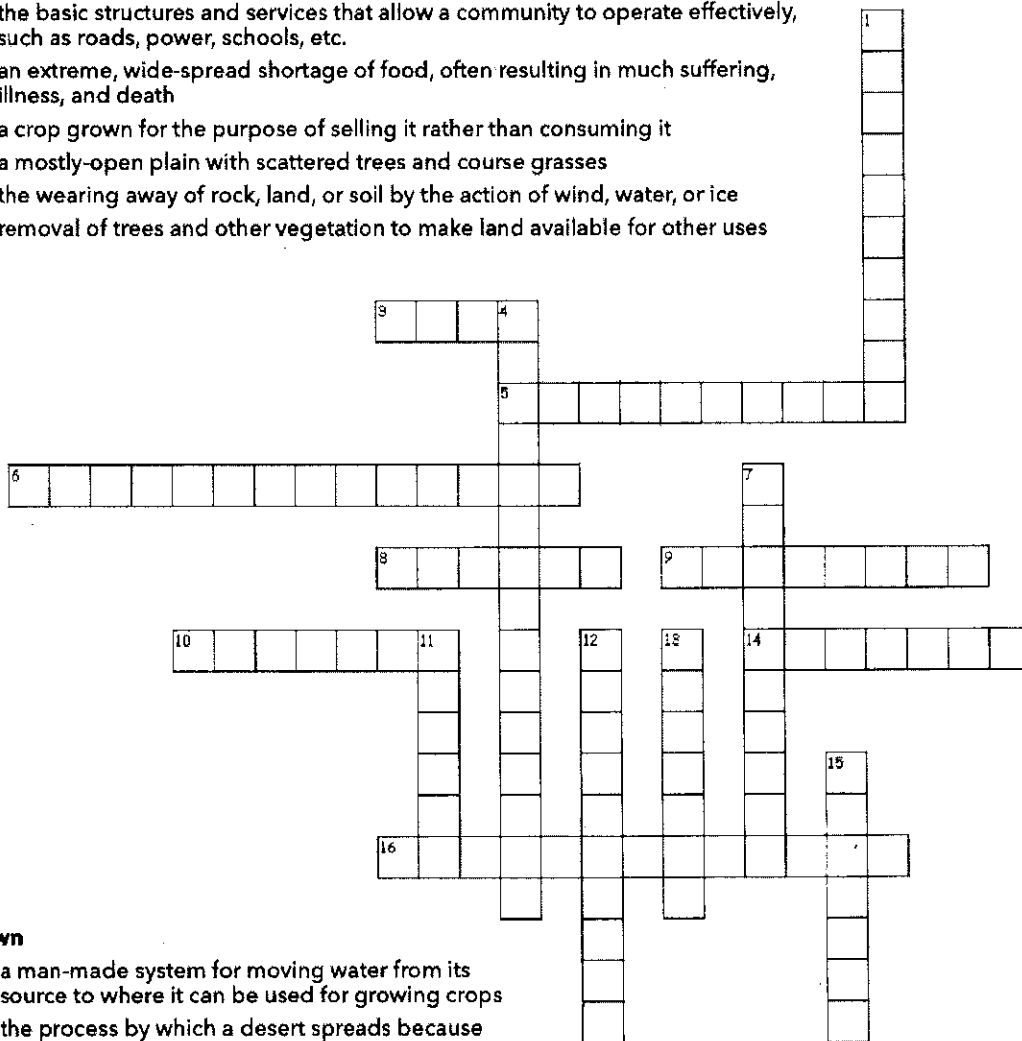 the basic structures and services that allow a community to operate effectively,
such as roads, power, schools, etc.
an extreme, wide-spread shortage of food, often resulting in much suffering,
illness, and death
a crop grown for the purpose of selling it rather than consuming it
a mostly-open plain with scattered trees and course grasses
the wearing away of rock, land, or soil by the action of wind, water, or ice
removal of trees and other vegetation to make land available for other uses
1
3 4
5
6 7
8 9
10 11 12 13 14
15
16
wn
a man-made system for moving water from its
source to where it can be used for growing crops
the process by which a desert spreads because